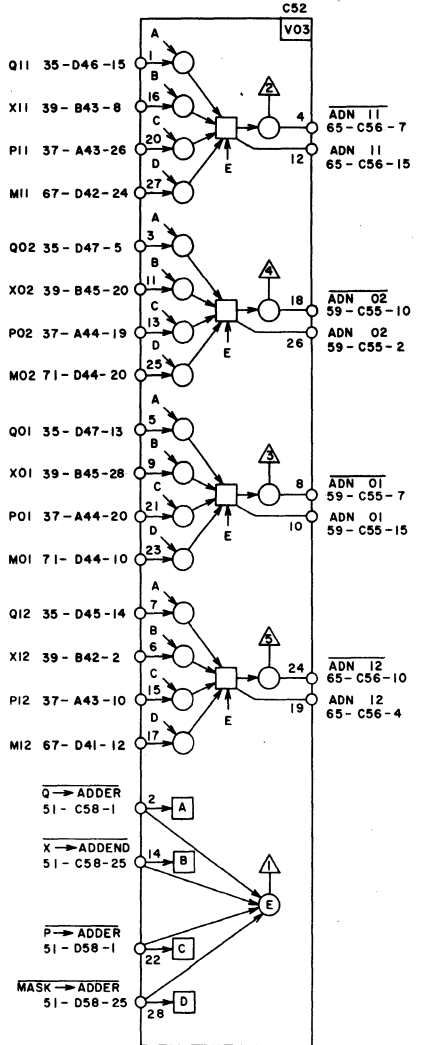 C52
V03
A
Q11 35-D46-15 1
B
X11 39-B43-8 16
C
P11 37-A43-26 20
D
M11 67-D42-24 27
E
2
4 ADN 11
65-C56-7
12 ADN 11
65-C56-15
A
Q02 35-D47-5 3
B
X02 39-B45-20 11
C
P02 37-A44-19 13
D
M02 71-D44-20 25
E
4
18 ADN 02
59-C55-10
26 ADN 02
59-C55-2
A
Q01 35-D47-13 5
B
X01 39-B45-28 9
C
P01 37-A44-20 21
D
M01 71-D44-10 23
E
3
8 ADN 01
59-C55-7
10 ADN 01
59-C55-15
A
Q12 35-D45-14 7
B
X12 39-B42-2 6
C
P12 37-A43-10 15
D
M12 67-D41-12 17
E
5
24 ADN 12
65-C56-10
19 ADN 12
65-C56-4
Q→ADDER
51-C58-1
2 A
X→ADDEND
51-C58-25
14 B
1
E
P→ADDER
51-D58-1
22 C
MASK→ADDER
51-D58-25
28 D